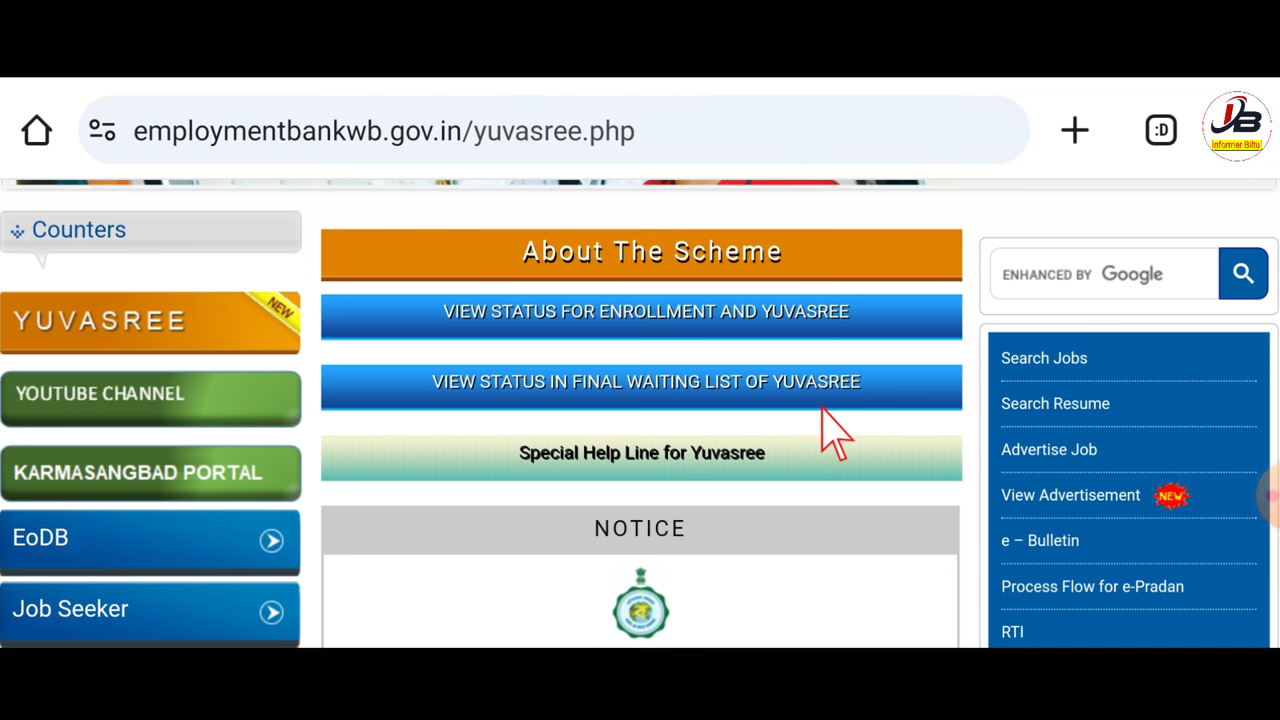 employmentbankwb.gov.in/yuvasree.php
:D
JB
Informer Biltu
Counters
YUVASREE
NEW
YOUTUBE CHANNEL
KARMASANGBAD PORTAL
EoDB
Job Seeker
About The Scheme
VIEW STATUS FOR ENROLLMENT AND YUVASREE
VIEW STATUS IN FINAL WAITING LIST OF YUVASREE
Special Help Line for Yuvasree
NOTICE
ENHANCED BY Google
Search Jobs
Search Resume
Advertise Job
View Advertisement NEW
e – Bulletin
Process Flow for e-Pradan
RTI